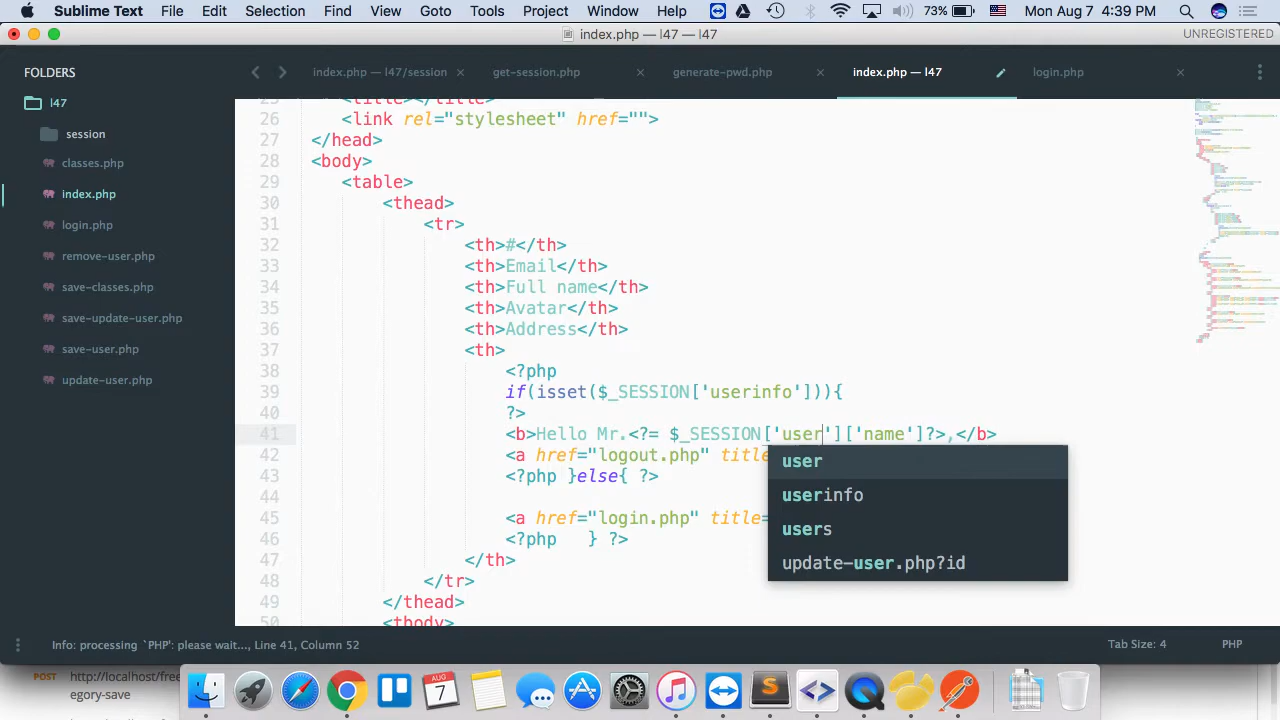 Sublime Text File Edit Selection Find View Goto Tools Project Window Help 73% Mon Aug 7 4:39 PM
index.php — l47 — l47
UNREGISTERED
FOLDERS
l47
session
classes.php
index.php
login.php
remove-user.php
save-classes.php
save-update-user.php
save-user.php
update-user.php
index.php — l47/session
get-session.php
generate-pwd.php
index.php — l47
login.php
26 <link rel="stylesheet" href="">
27 </head>
28 <body>
29 <table>
30 <thead>
31 <tr>
32 <th>#</th>
33 <th>Email</th>
34 <th>Full name</th>
35 <th>Avatar</th>
36 <th>Address</th>
37 <th>
38 <?php
39 if(isset($_SESSION['userinfo'])){
40 ?>
41 <b>Hello Mr.<?= $_SESSION['user']['name']?>,</b>
42 <a href="logout.php" title=
43 <?php }else{ ?>
44
45 <a href="login.php" title=
46 <?php } ?>
47 </th>
48 </tr>
49 </thead>
50 <tbody>
user
userinfo
users
update-user.php?id
Info: processing `PHP': please wait..., Line 41, Column 52
Tab Size: 4
PHP
POST http://localhost/free
egory-save
AUG
7